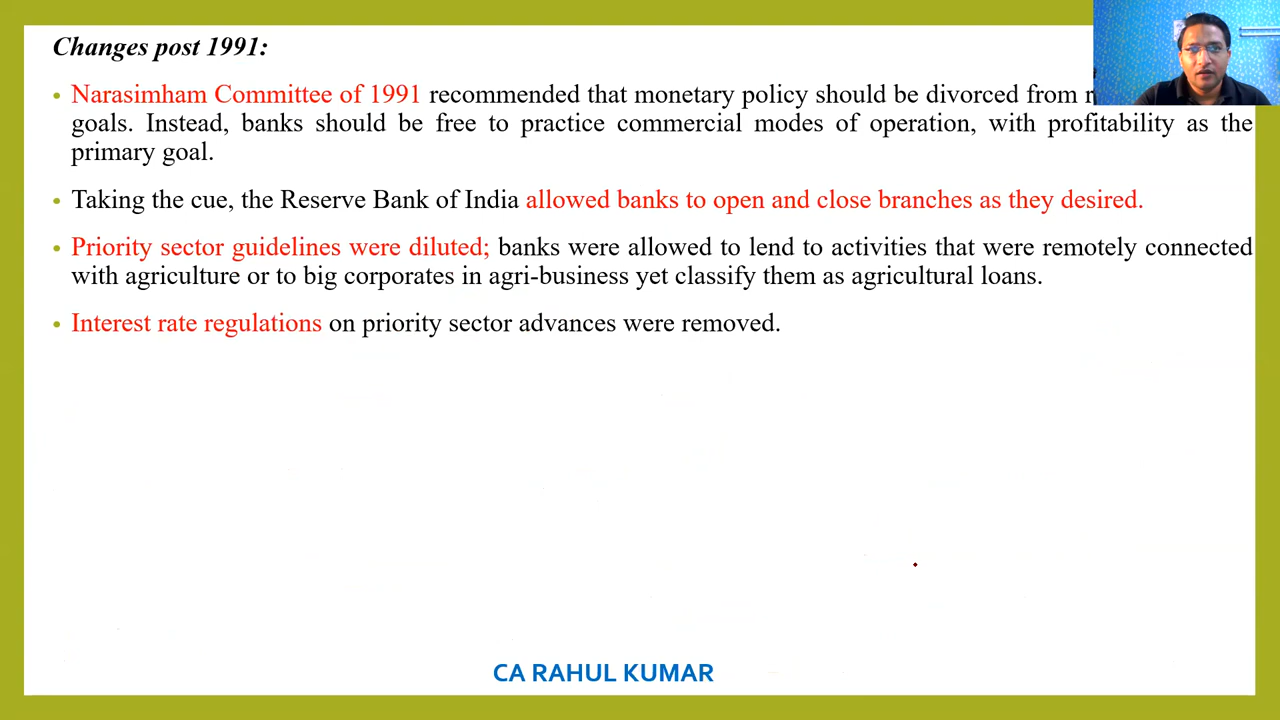 Changes post 1991:
• Narasimham Committee of 1991 recommended that monetary policy should be divorced from
goals. Instead, banks should be free to practice commercial modes of operation, with profitability as the
primary goal.
• Taking the cue, the Reserve Bank of India allowed banks to open and close branches as they desired.
• Priority sector guidelines were diluted; banks were allowed to lend to activities that were remotely connected
with agriculture or to big corporates in agri-business yet classify them as agricultural loans.
• Interest rate regulations on priority sector advances were removed.
CA RAHUL KUMAR